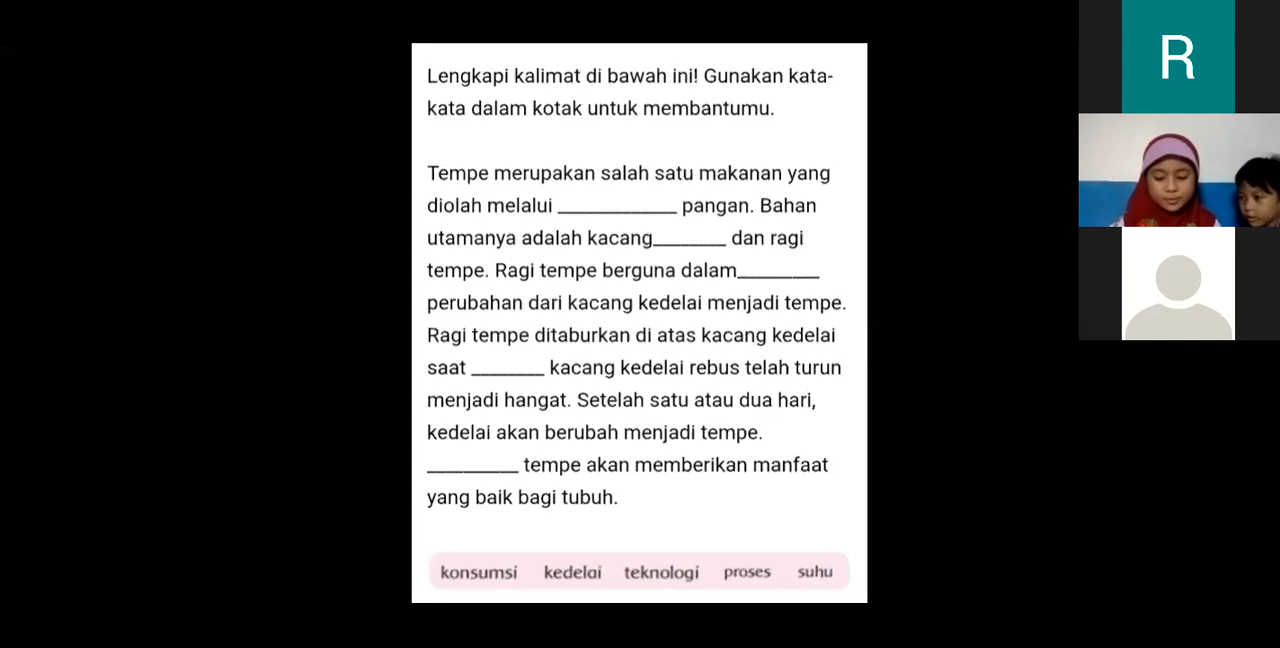 Lengkapi kalimat di bawah ini! Gunakan kata-
kata dalam kotak untuk membantumu.
Tempe merupakan salah satu makanan yang
diolah melalui ____________ pangan. Bahan
utamanya adalah kacang________ dan ragi
tempe. Ragi tempe berguna dalam_________
perubahan dari kacang kedelai menjadi tempe.
Ragi tempe ditaburkan di atas kacang kedelai
saat ________ kacang kedelai rebus telah turun
menjadi hangat. Setelah satu atau dua hari,
kedelai akan berubah menjadi tempe.
__________ tempe akan memberikan manfaat
yang baik bagi tubuh.
konsumsi kedelai teknologi proses suhu
R